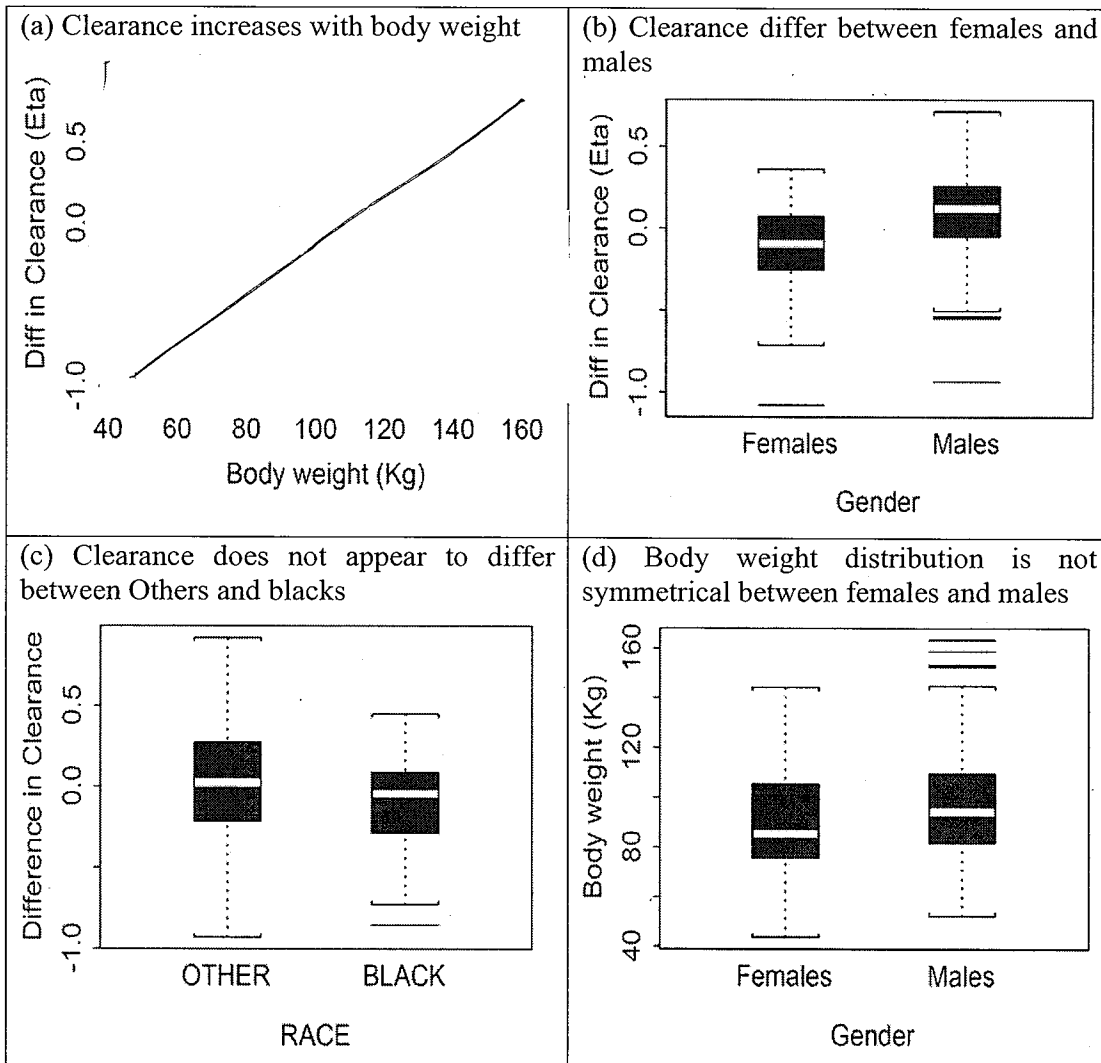 (a) Clearance increases with body weight
Diff in Clearance (Eta)
0.5
0.0
-1.0
40 60 80 100 120 140 160
Body weight (Kg)
(b) Clearance differ between females and
males
Diff in Clearance (Eta)
0.5
0.0
-1.0
Females Males
Gender
(c) Clearance does not appear to differ
between Others and blacks
Difference in Clearance
0.5
0.0
-1.0
OTHER BLACK
RACE
(d) Body weight distribution is not
symmetrical between females and males
Body weight (Kg)
160
120
80
40
Females Males
Gender